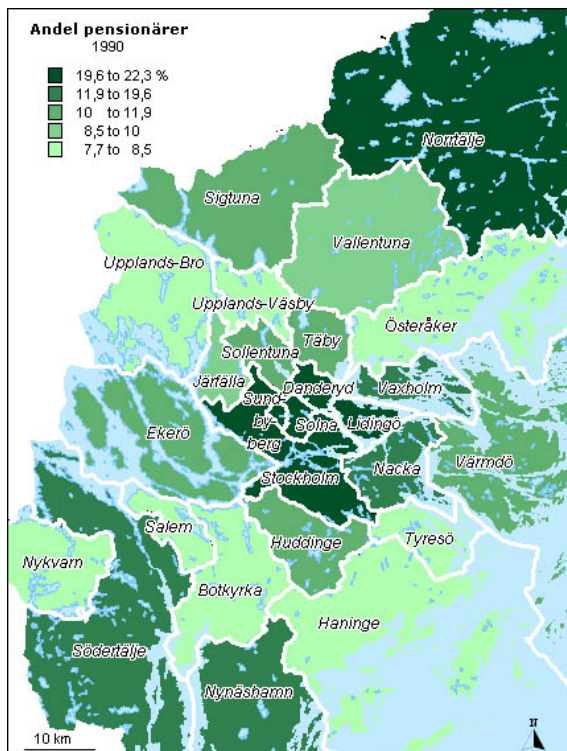 Andel pensionärer
1990
19,6 to 22,3 %
11,9 to 19,6
10 to 11,9
8,5 to 10
7,7 to 8,5
Norrtälje
Sigtuna
Vallentuna
Upplands-Bro
Upplands-Väsby
Österåker
Täby
Sollentuna
Järfälla
Danderyd
Vaxholm
Sund-
by-
berg
Solna
Lidingö
Ekerö
Nacka
Värmdö
Stockholm
Salem
Huddinge
Tyresö
Nykvarn
Botkyrka
Haninge
Södertälje
Nynäshamn
10 km
N